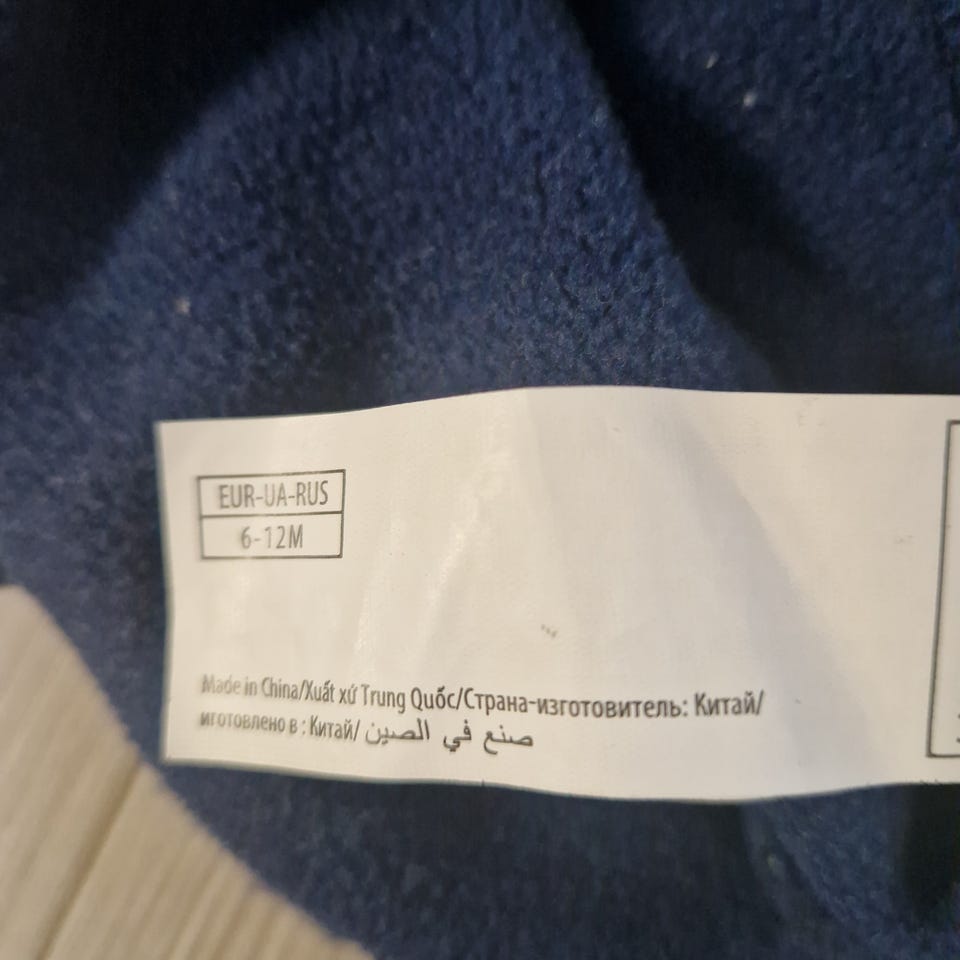 EUR-UA-RUS
6-12M
Made in China/Xuất xứ Trung Quốc/Страна-изготовитель: Китай/
иготовлено в : Китай/ صنع في الصين